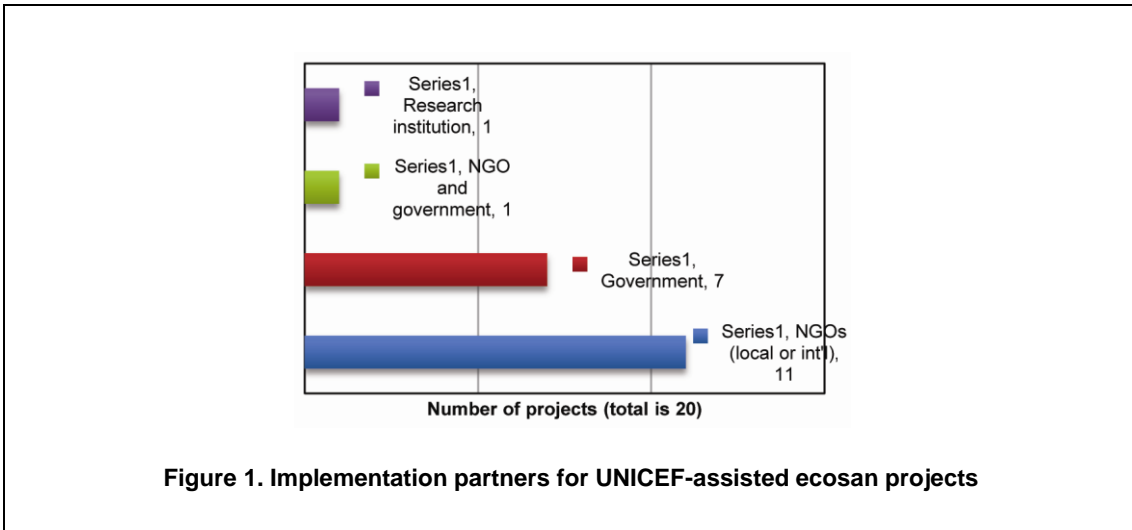 Series1,
Research
institution, 1
Series1, NGO
and
government, 1
Series1,
Government, 7
Series1, NGOs
(local or int'l),
11
Number of projects (total is 20)
Figure 1. Implementation partners for UNICEF-assisted ecosan projects